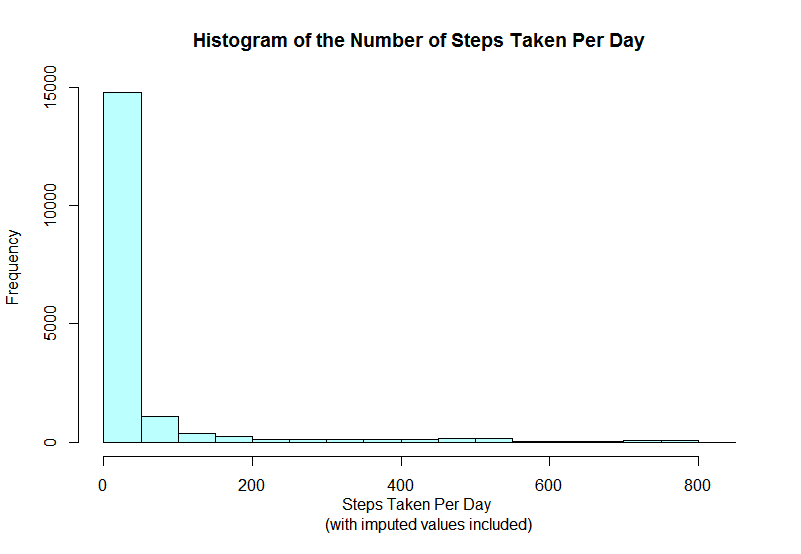 Histogram of the Number of Steps Taken Per Day
15000
10000
5000
0
Frequency
0 200 400 600 800
Steps Taken Per Day
(with imputed values included)